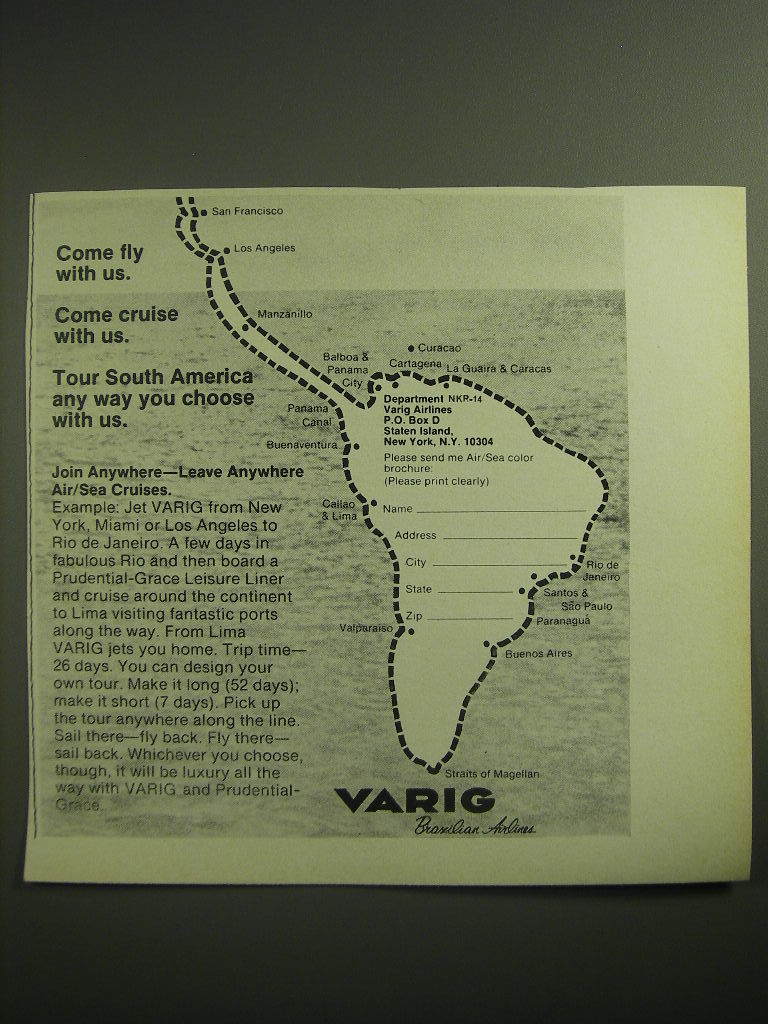 San Francisco
Los Angeles
Come fly
with us.
Manzanillo
Come cruise
with us.
Curacao
Balboa &
Panama
City
Cartagena
La Guaira & Caracas
Tour South America
any way you choose
with us.
Panama
Canal
Buenaventura
Department NKR-14
Varig Airlines
P.O. Box D
Staten Island,
New York, N.Y. 10304
Please send me Air/Sea color
brochure:
(Please print clearly)
Callao
& Lima
Name
Address
City
State
Zip
Rio de
Janeiro
Santos &
São Paulo
Paranaguá
Valparaiso
Buenos Aires
Straits of Magellan
Join Anywhere—Leave Anywhere
Air/Sea Cruises.
Example: Jet VARIG from New
York, Miami or Los Angeles to
Rio de Janeiro. A few days in
fabulous Rio and then board a
Prudential-Grace Leisure Liner
and cruise around the continent
to Lima visiting fantastic ports
along the way. From Lima
VARIG jets you home. Trip time—
26 days. You can design your
own tour. Make it long (52 days);
make it short (7 days). Pick up
the tour anywhere along the line.
Sail there—fly back. Fly there—
sail back. Whichever you choose,
though, it will be luxury all the
way with VARIG and Prudential-
Grace.
VARIG
Brasilian Airlines